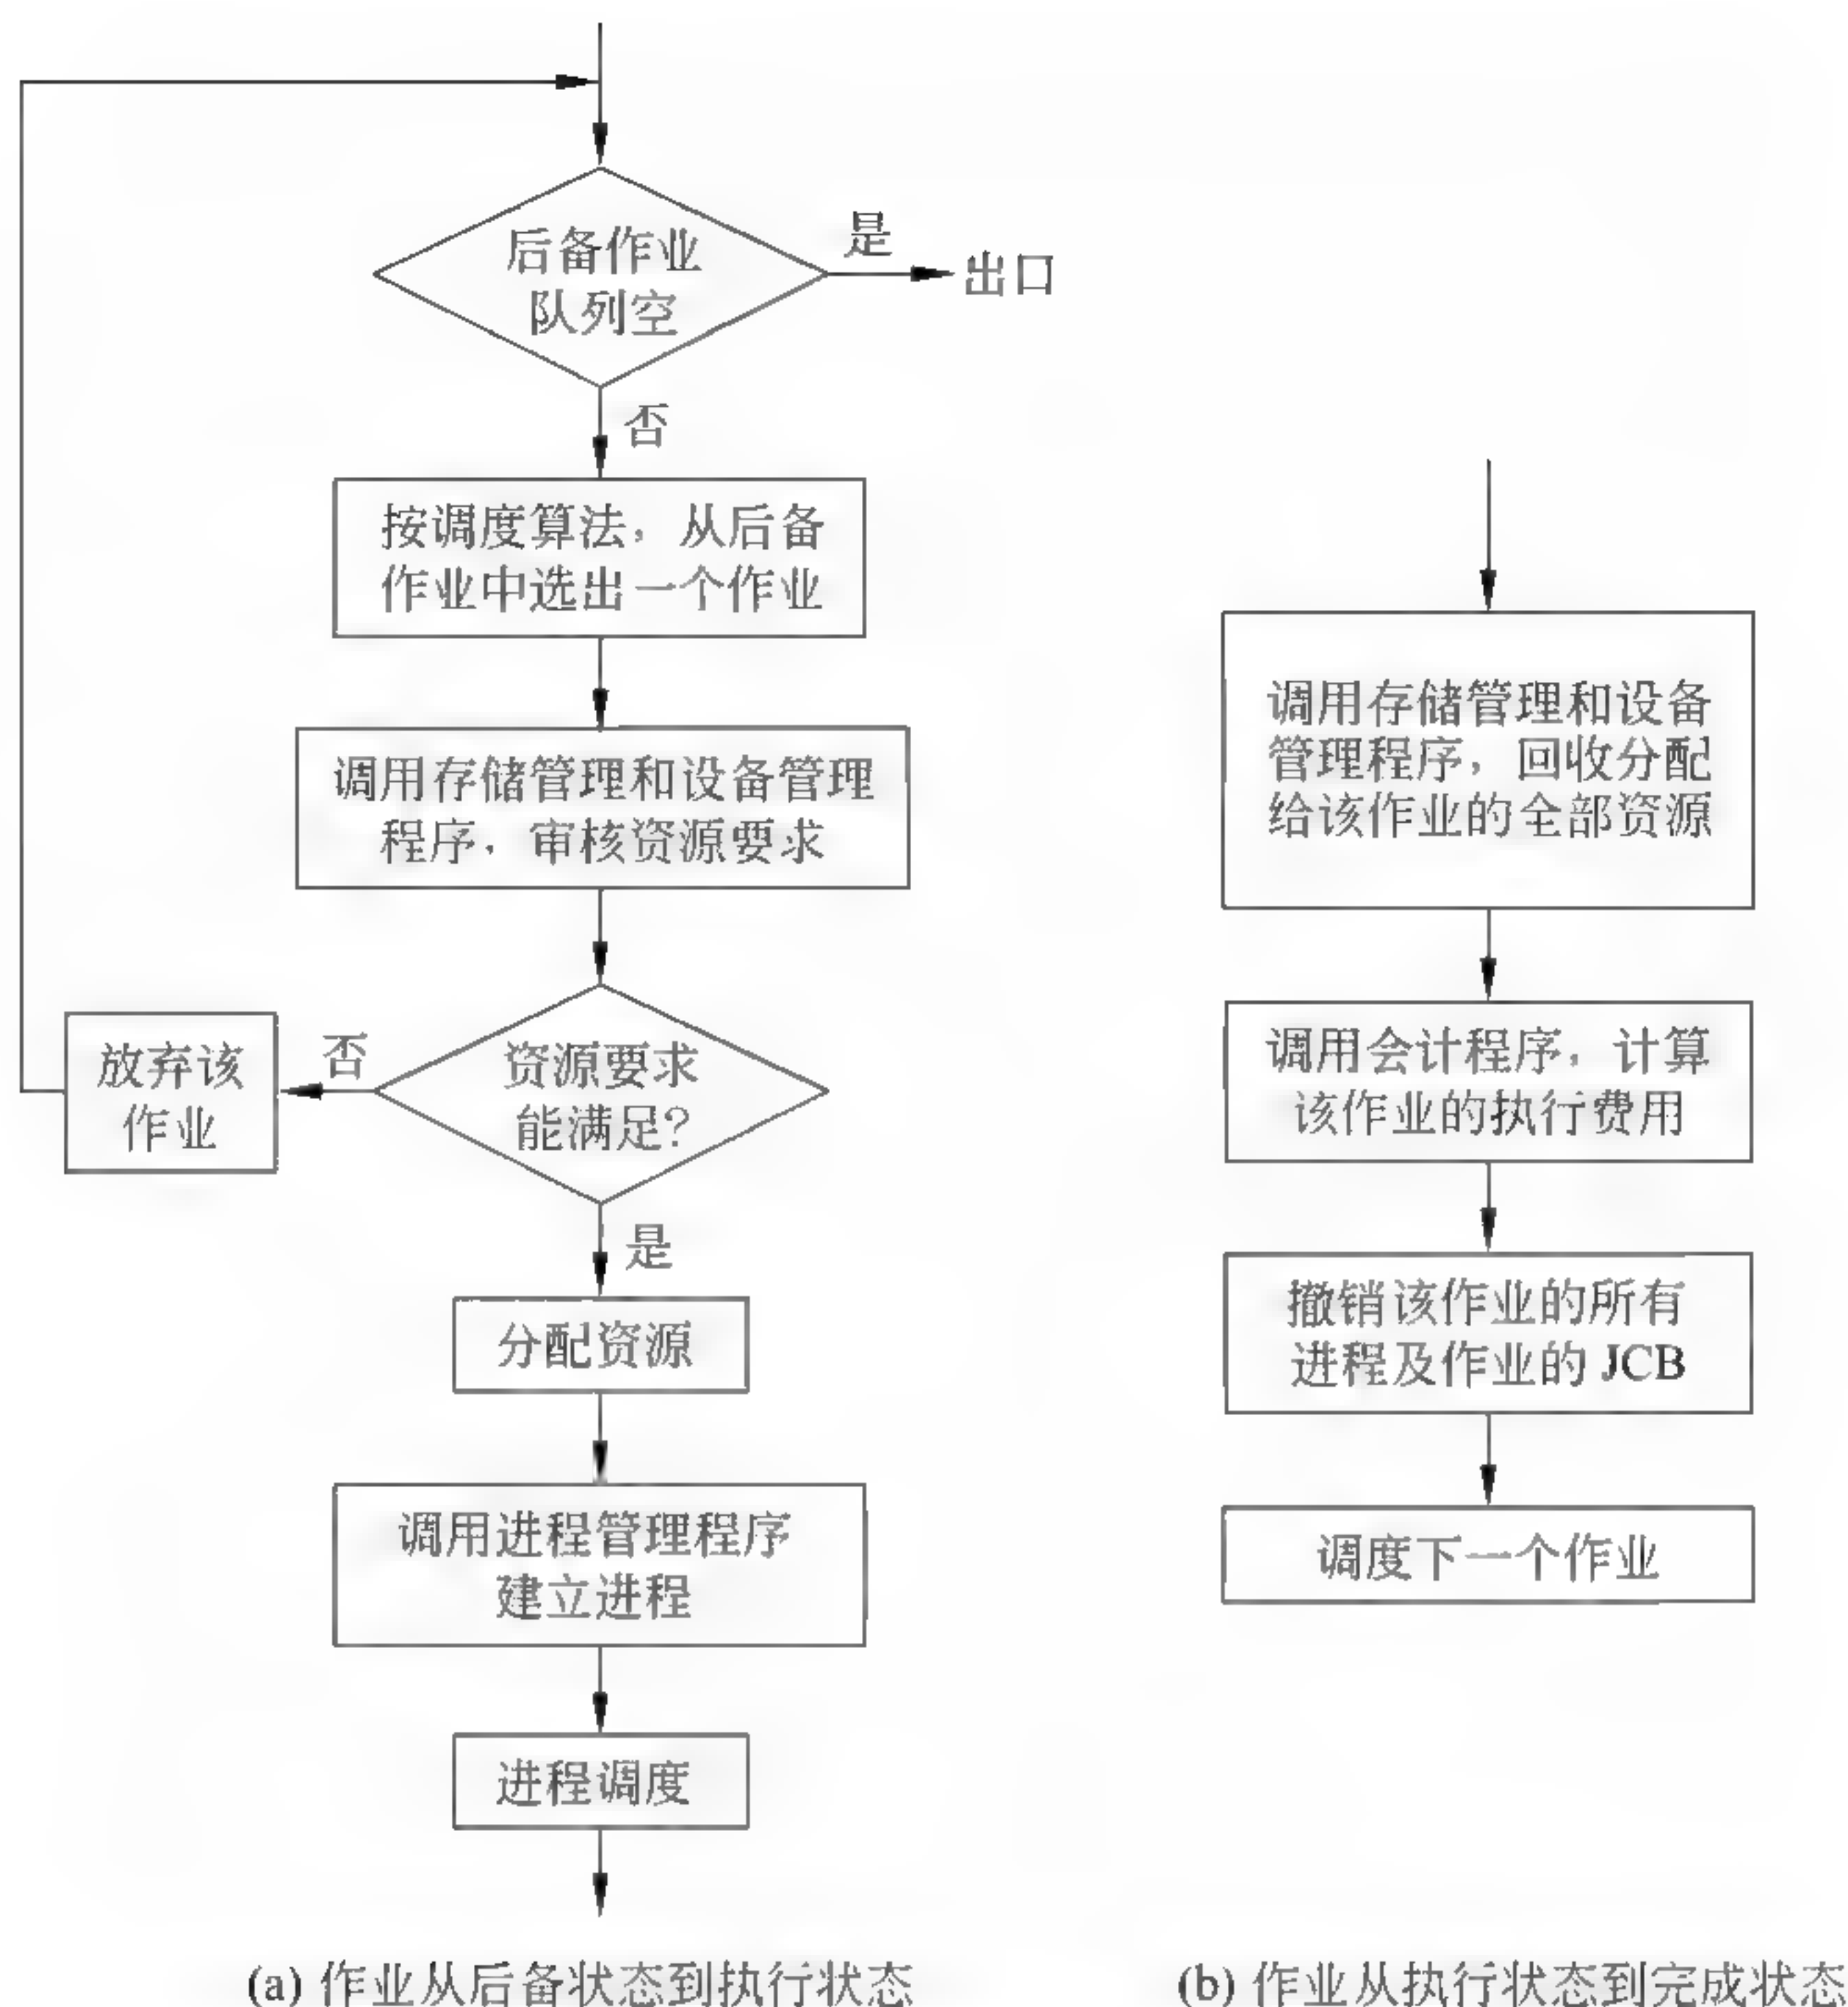 后备作业
队列空
是
出口
否
按调度算法，从后备
作业中选出一个作业
调用存储管理和设备管理
程序，审核资源要求
资源要求
能满足?
否
放弃该
作业
是
分配资源
调用进程管理程序
建立进程
进程调度
(a) 作业从后备状态到执行状态
调用存储管理和设备
管理程序，回收分配
给该作业的全部资源
调用会计程序，计算
该作业的执行费用
撤销该作业的所有
进程及作业的 JCB
调度下一个作业
(b) 作业从执行状态到完成状态